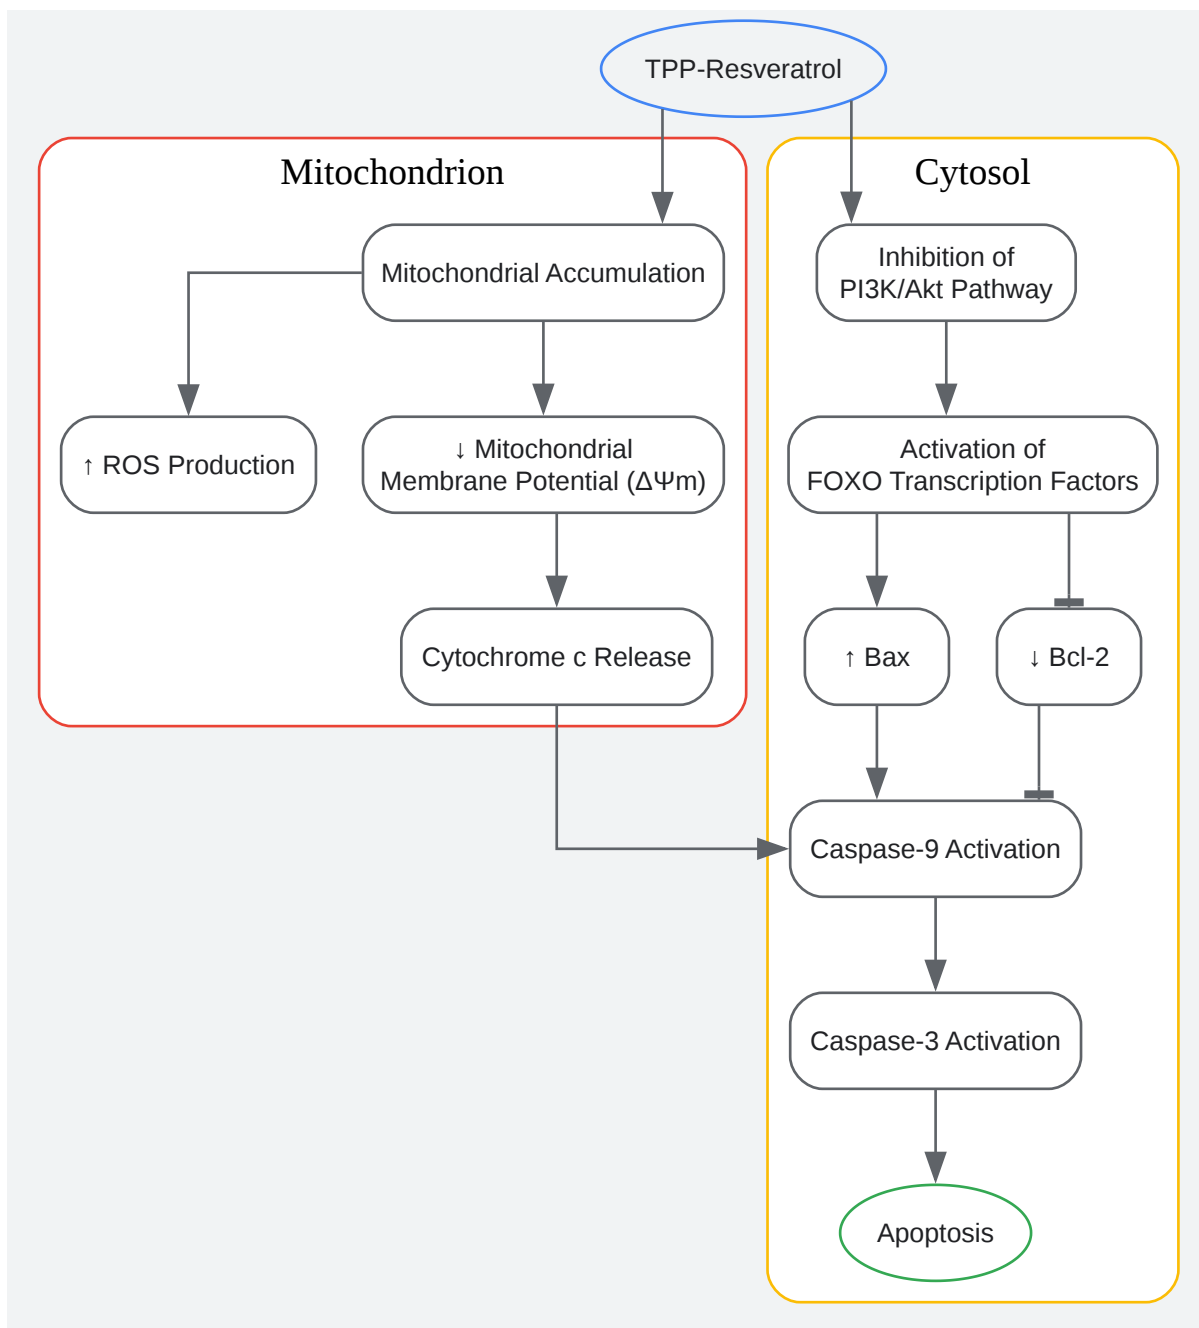 TPP-Resveratrol
Mitochondrion
Cytosol
Mitochondrial Accumulation
Inhibition of
PI3K/Akt Pathway
↑ ROS Production
↓ Mitochondrial
Membrane Potential (ΔΨm)
Activation of
FOXO Transcription Factors
Cytochrome c Release
↑ Bax
↓ Bcl-2
Caspase-9 Activation
Caspase-3 Activation
Apoptosis